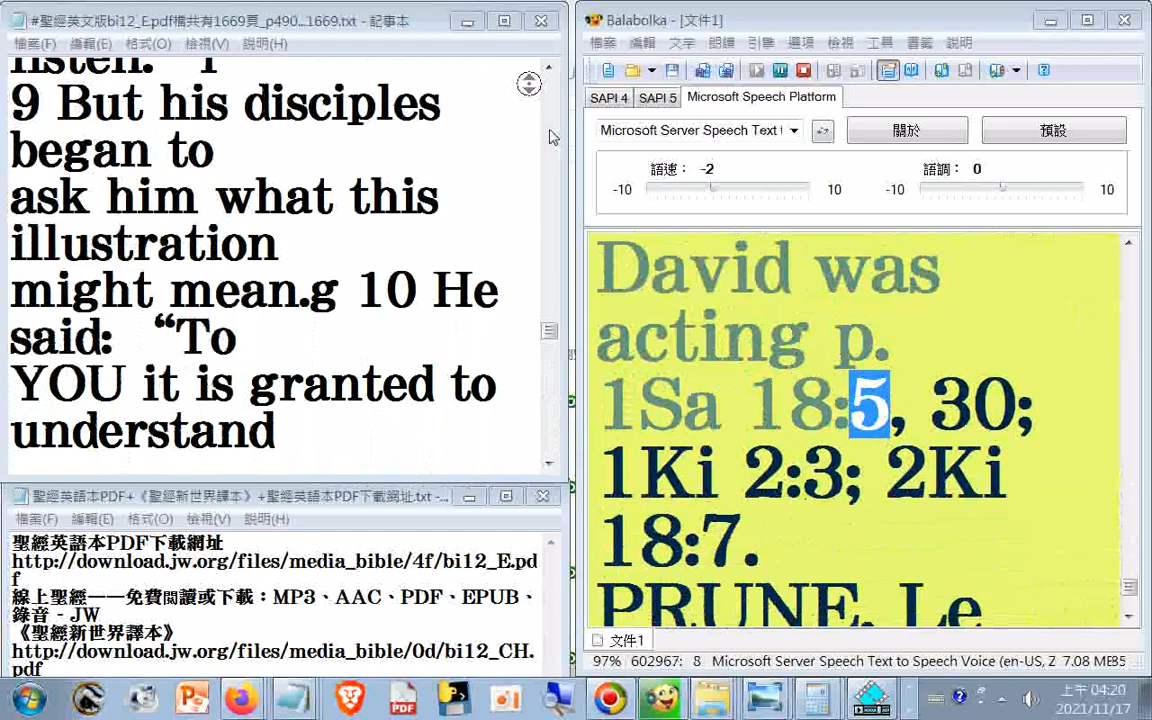 #聖經英文版bi12_E.pdf檔共有1669頁_p490...1669.txt - 記事本
檔案(F) 編輯(E) 格式(O) 檢視(V) 說明(H)
listen." 1
9 But his disciples
began to
ask him what this
illustration
might mean.g 10 He
said: “To
YOU it is granted to
understand
聖經英語本PDF+《聖經新世界譯本》+聖經英語本PDF下載網址.txt -...
檔案(F) 編輯(E) 格式(O) 檢視(V) 說明(H)
聖經英語本PDF下載網址
http://download.jw.org/files/media_bible/4f/bi12_E.pd
f
線上聖經——免費閱讀或下載：MP3、AAC、PDF、EPUB、
錄音 - JW
《聖經新世界譯本》
http://download.jw.org/files/media_bible/0d/bi12_CH.
pdf
Balabolka - [文件1]
檔案 編輯 文字 朗讀 引擎 選項 檢視 工具 書籤 說明
SAPI 4 SAPI 5 Microsoft Speech Platform
Microsoft Server Speech Text 關於 預設
語速： -2 語調： 0
-10 10 -10 10
David was
acting p.
1Sa 18:5, 30;
1Ki 2:3; 2Ki
18:7.
PRUNE, Le
文件1
97% 602967: 8 Microsoft Server Speech Text to Speech Voice (en-US, Z 7.08 MB
上午 04:20
2021/11/17